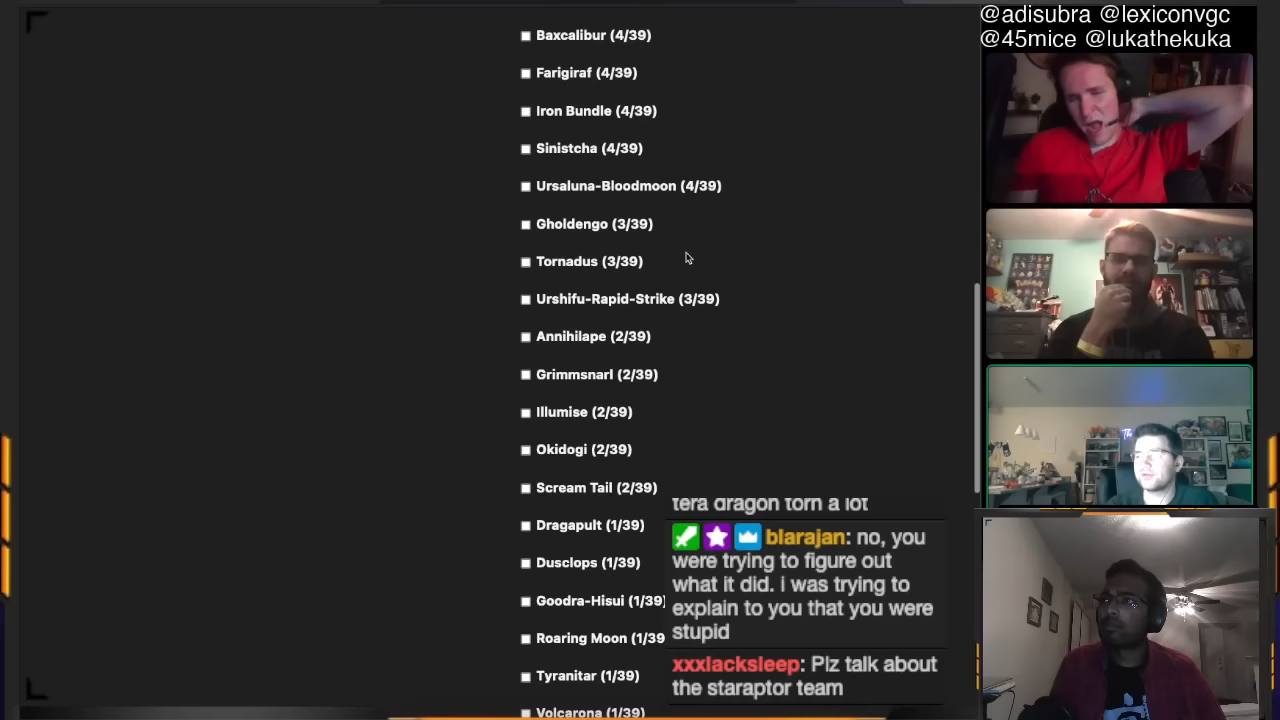 Baxcalibur (4/39)
Farigiraf (4/39)
Iron Bundle (4/39)
Sinistcha (4/39)
Ursaluna-Bloodmoon (4/39)
Gholdengo (3/39)
Tornadus (3/39)
Urshifu-Rapid-Strike (3/39)
Annihilape (2/39)
Grimmsnarl (2/39)
Illumise (2/39)
Okidogi (2/39)
Scream Tail (2/39)
Dragapult (1/39)
Dusclops (1/39)
Goodra-Hisui (1/39)
Roaring Moon (1/39
Tyranitar (1/39)
Volcarona (1/39)
@adisubra @lexiconvgc
@45mice @lukathekuka
tera dragon torn a lot
blarajan: no, you
were trying to figure out
what it did. i was trying to
explain to you that you were
stupid
xxxlacksleep: Plz talk about
the staraptor team